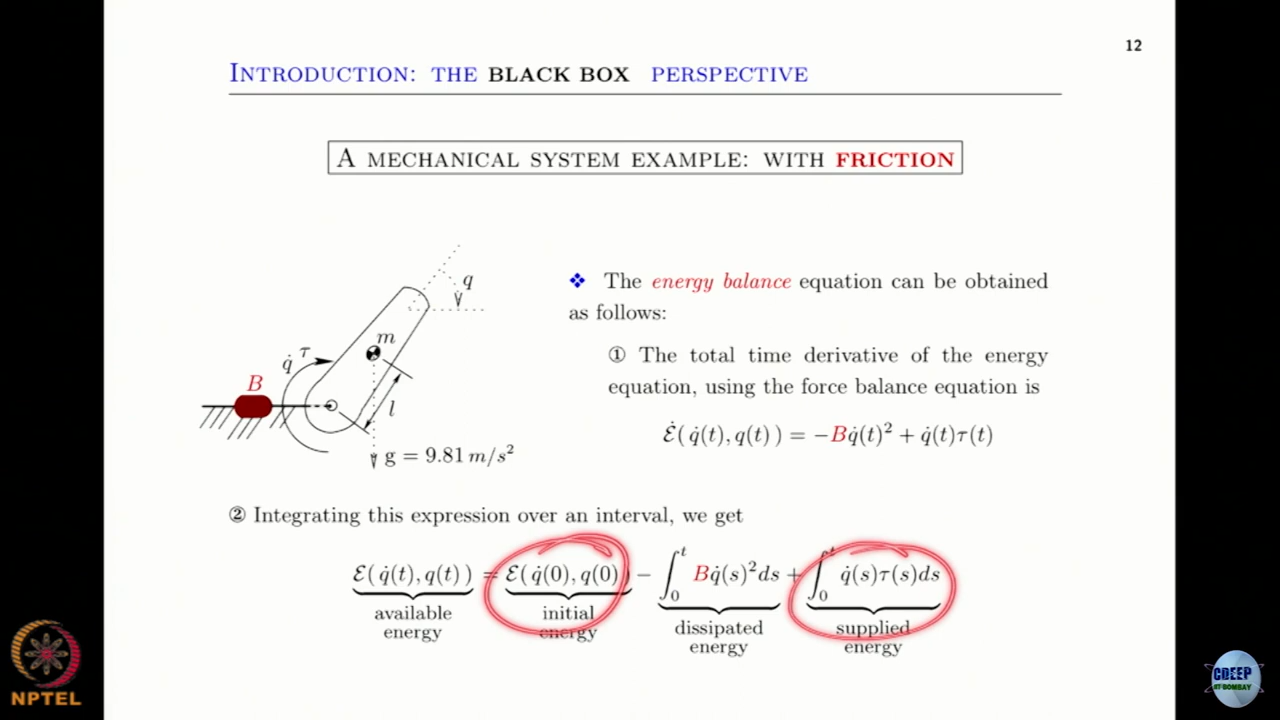 12
INTRODUCTION: THE BLACK BOX PERSPECTIVE
A MECHANICAL SYSTEM EXAMPLE: WITH FRICTION
q
m
τ
q̇
B
l
g = 9.81 m/s²
❖ The energy balance equation can be obtained
as follows:
① The total time derivative of the energy
equation, using the force balance equation is
ℰ̇(q̇(t), q(t)) = −Bq̇(t)² + q̇(t)τ(t)
② Integrating this expression over an interval, we get
ℰ(q̇(t), q(t)) = ℰ(q̇(0), q(0)) − ∫₀ᵗ Bq̇(s)²ds + ∫₀ᵗ q̇(s)τ(s)ds
available energy
initial energy
dissipated energy
supplied energy
NPTEL
CDEEP
IIT BOMBAY